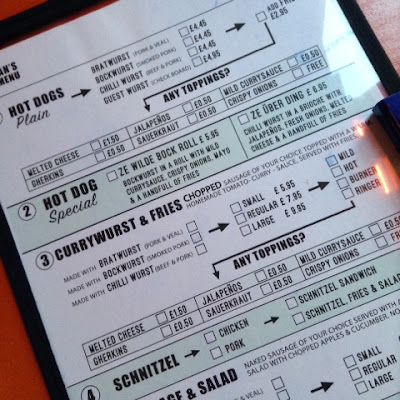 AN'S
MENU
HOT DOGS
Plain
BRATWURST (PORK & VEAL) £4.45
BOCKWURST (SMOKED PORK) £4.45
CHILLI WURST (BEEF & PORK) £4.45
GUEST WURST (CHECK BOARD)
ADD FRIES
£2.95
ANY TOPPINGS?
MELTED CHEESE £1.50 JALAPEÑOS £0.50 MILD CURRYSAUCE £0.50
GHERKINS £0.50 SAUERKRAUT £0.50 CRISPY ONIONS FREE
2 HOT DOG
Special
ZE WILDE BOCK ROLL £6.95
BOCKWURST IN A ROLL WITH MILD
CURRYSAUCE, CRISPY ONIONS, MAYO
& A HANDFUL OF FRIES
ZE ÜBER DING £6.95
CHILLI WURST IN A BRIOCHE WITH
JALAPEÑOS, FRESH ONIONS, MELTED
CHEESE & A HANDFULL OF FRIES
3 CURRYWURST & FRIES
CHOPPED SAUSAGE OF YOUR CHOICE TOPPED WITH A
HOMEMADE TOMATO-CURRY-SAUCE. SERVED WITH FRIES
MADE WITH BRATWURST (PORK & VEAL)
MADE WITH BOCKWURST (SMOKED PORK)
MADE WITH CHILLI WURST (BEEF & PORK)
SMALL £5.95
REGULAR £7.95
LARGE £9.95
MILD
HOT
BURNER
RINGER
ANY TOPPINGS?
MELTED CHEESE £1.50 JALAPEÑOS £0.50 MILD CURRYSAUCE £0.50
GHERKINS £0.50 SAUERKRAUT £0.50 CRISPY ONIONS
4 SCHNITZEL
CHICKEN
PORK
SCHNITZEL SANDWICH
SCHNITZEL, FRIES & SALAD
GE & SALAD
NAKED SAUSAGE OF YOUR CHOICE SERVED WITH A
SALAD WITH CHOPPED APPLES & CUCUMBER.
& VEAL)
PORK)
SMALL
REGULAR
LARGE